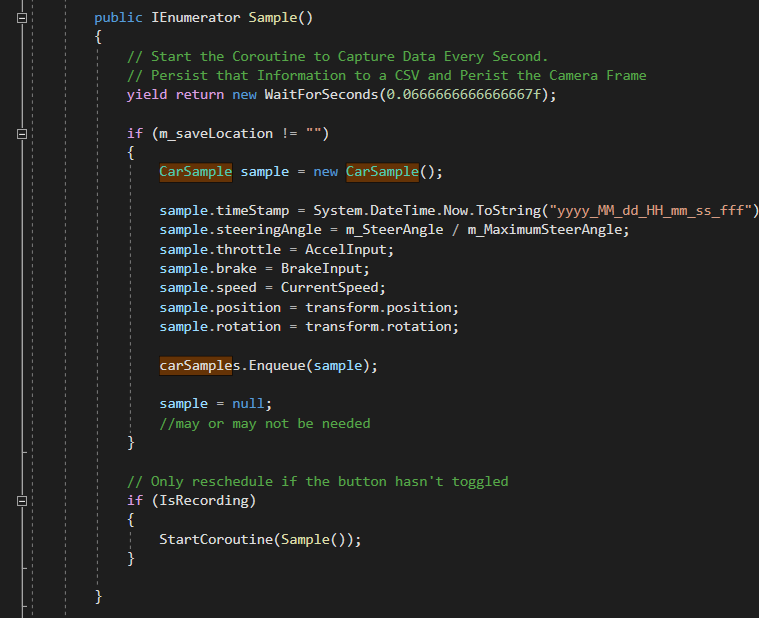 public IEnumerator Sample()
{
// Start the Coroutine to Capture Data Every Second.
// Persist that Information to a CSV and Perist the Camera Frame
yield return new WaitForSeconds(0.0666666666666667f);
if (m_saveLocation != "")
{
CarSample sample = new CarSample();
sample.timeStamp = System.DateTime.Now.ToString("yyyy_MM_dd_HH_mm_ss_fff")
sample.steeringAngle = m_SteerAngle / m_MaximumSteerAngle;
sample.throttle = AccelInput;
sample.brake = BrakeInput;
sample.speed = CurrentSpeed;
sample.position = transform.position;
sample.rotation = transform.rotation;
carSamples.Enqueue(sample);
sample = null;
//may or may not be needed
}
// Only reschedule if the button hasn't toggled
if (IsRecording)
{
StartCoroutine(Sample());
}
}